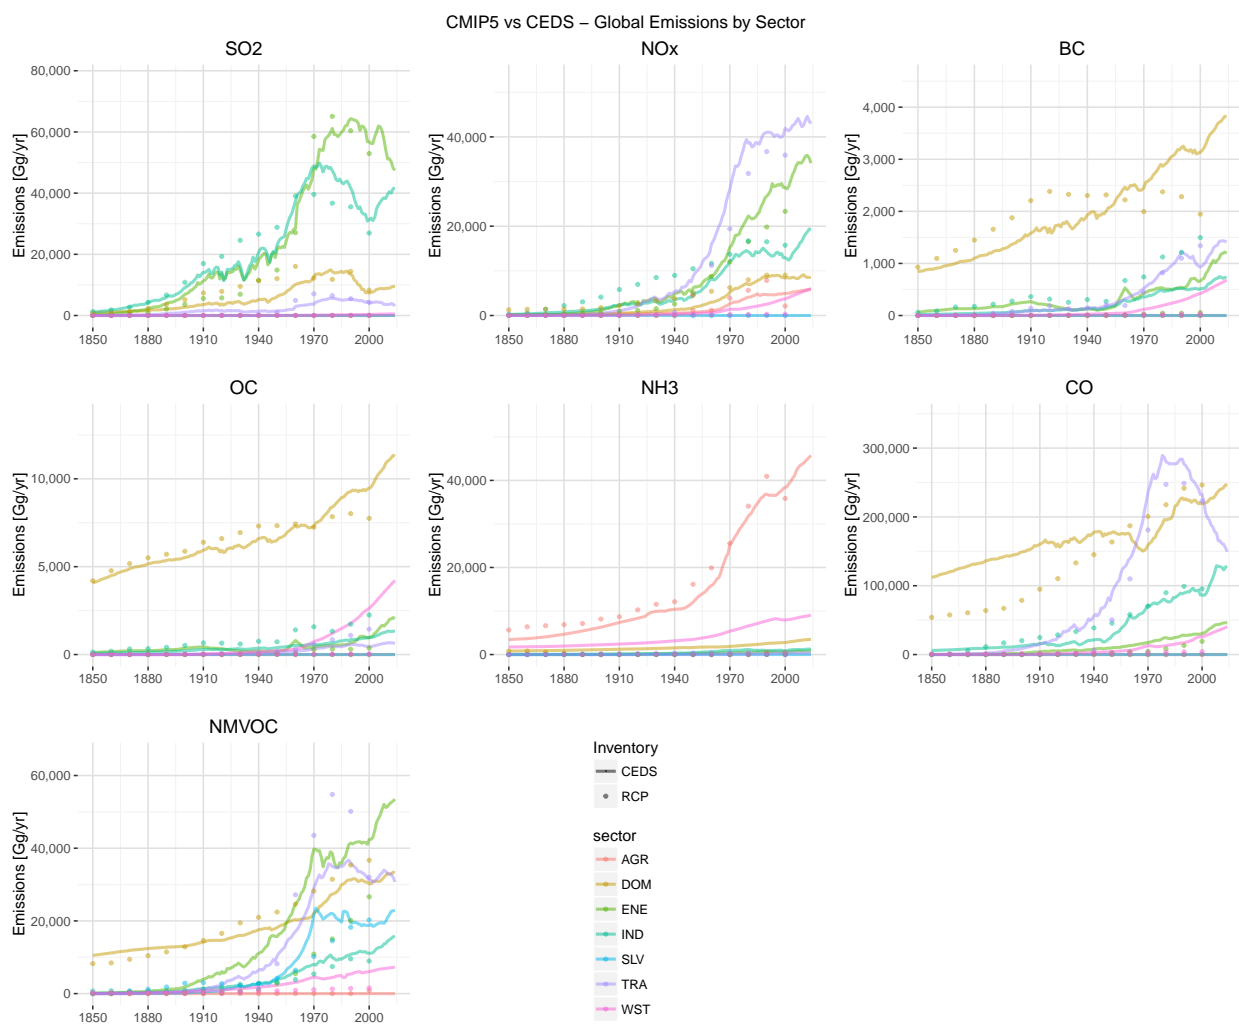 CMIP5 vs CEDS – Global Emissions by Sector
SO2
Emissions [Gg/yr]
80,000
60,000
40,000
20,000
0
1850 1880 1910 1940 1970 2000
NOx
Emissions [Gg/yr]
40,000
20,000
0
1850 1880 1910 1940 1970 2000
BC
Emissions [Gg/yr]
4,000
3,000
2,000
1,000
0
1850 1880 1910 1940 1970 2000
OC
Emissions [Gg/yr]
10,000
5,000
0
1850 1880 1910 1940 1970 2000
NH3
Emissions [Gg/yr]
40,000
20,000
0
1850 1880 1910 1940 1970 2000
CO
Emissions [Gg/yr]
300,000
200,000
100,000
0
1850 1880 1910 1940 1970 2000
NMVOC
Emissions [Gg/yr]
60,000
40,000
20,000
0
1850 1880 1910 1940 1970 2000
Inventory
CEDS
RCP
sector
AGR
DOM
ENE
IND
SLV
TRA
WST